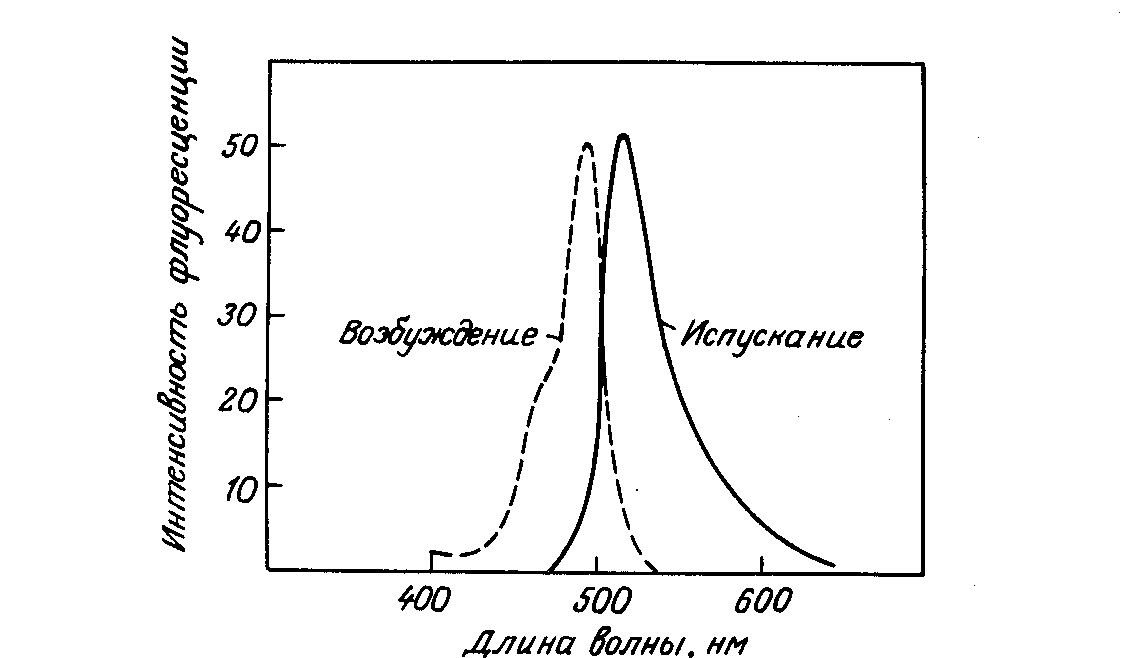 Интенсивность флуоресценции
50
40
30
20
10
Возбуждение
Испускание
400 500 600
Длина волны, нм